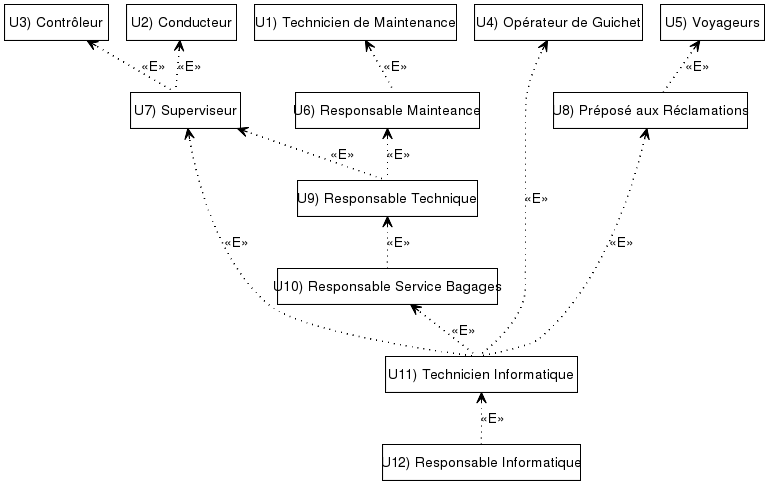 U3) Contrôleur
U2) Conducteur
U1) Technicien de Maintenance
U4) Opérateur de Guichet
U5) Voyageurs
«E»
«E»
«E»
«E»
U7) Superviseur
U6) Responsable Mainteance
U8) Préposé aux Réclamations
«E»
«E»
U9) Responsable Technique
«E»
«E»
«E»
«E»
U10) Responsable Service Bagages
«E»
U11) Technicien Informatique
«E»
U12) Responsable Informatique